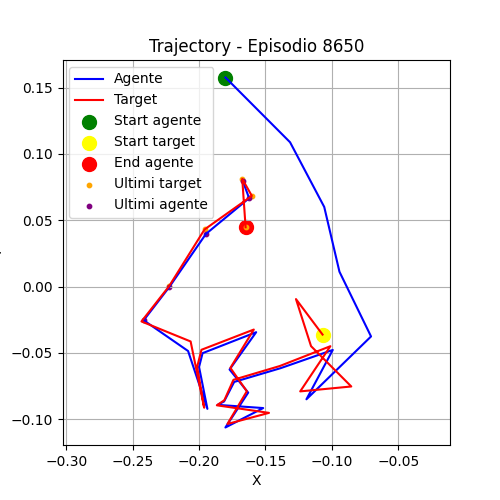 Trajectory - Episodio 8650
Agente
Target
Start agente
Start target
End agente
Ultimi target
Ultimi agente
0.15
0.10
0.05
0.00
−0.05
−0.10
−0.30
−0.25
−0.20
−0.15
−0.10
−0.05
X